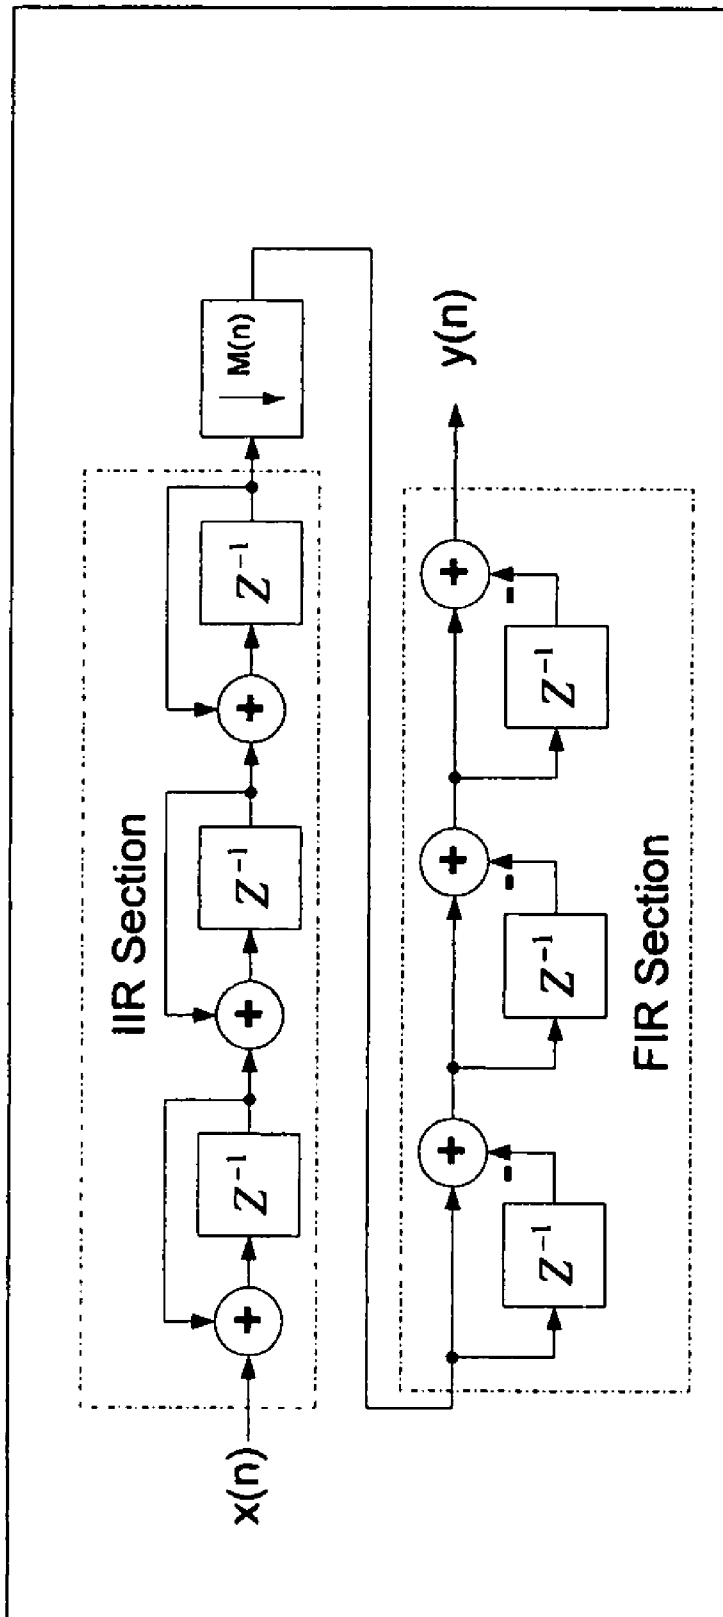 IIR Section
x(n)
+
Z⁻¹
+
Z⁻¹
+
Z⁻¹
M(n)
+
-
Z⁻¹
+
-
Z⁻¹
+
-
Z⁻¹
y(n)
FIR Section